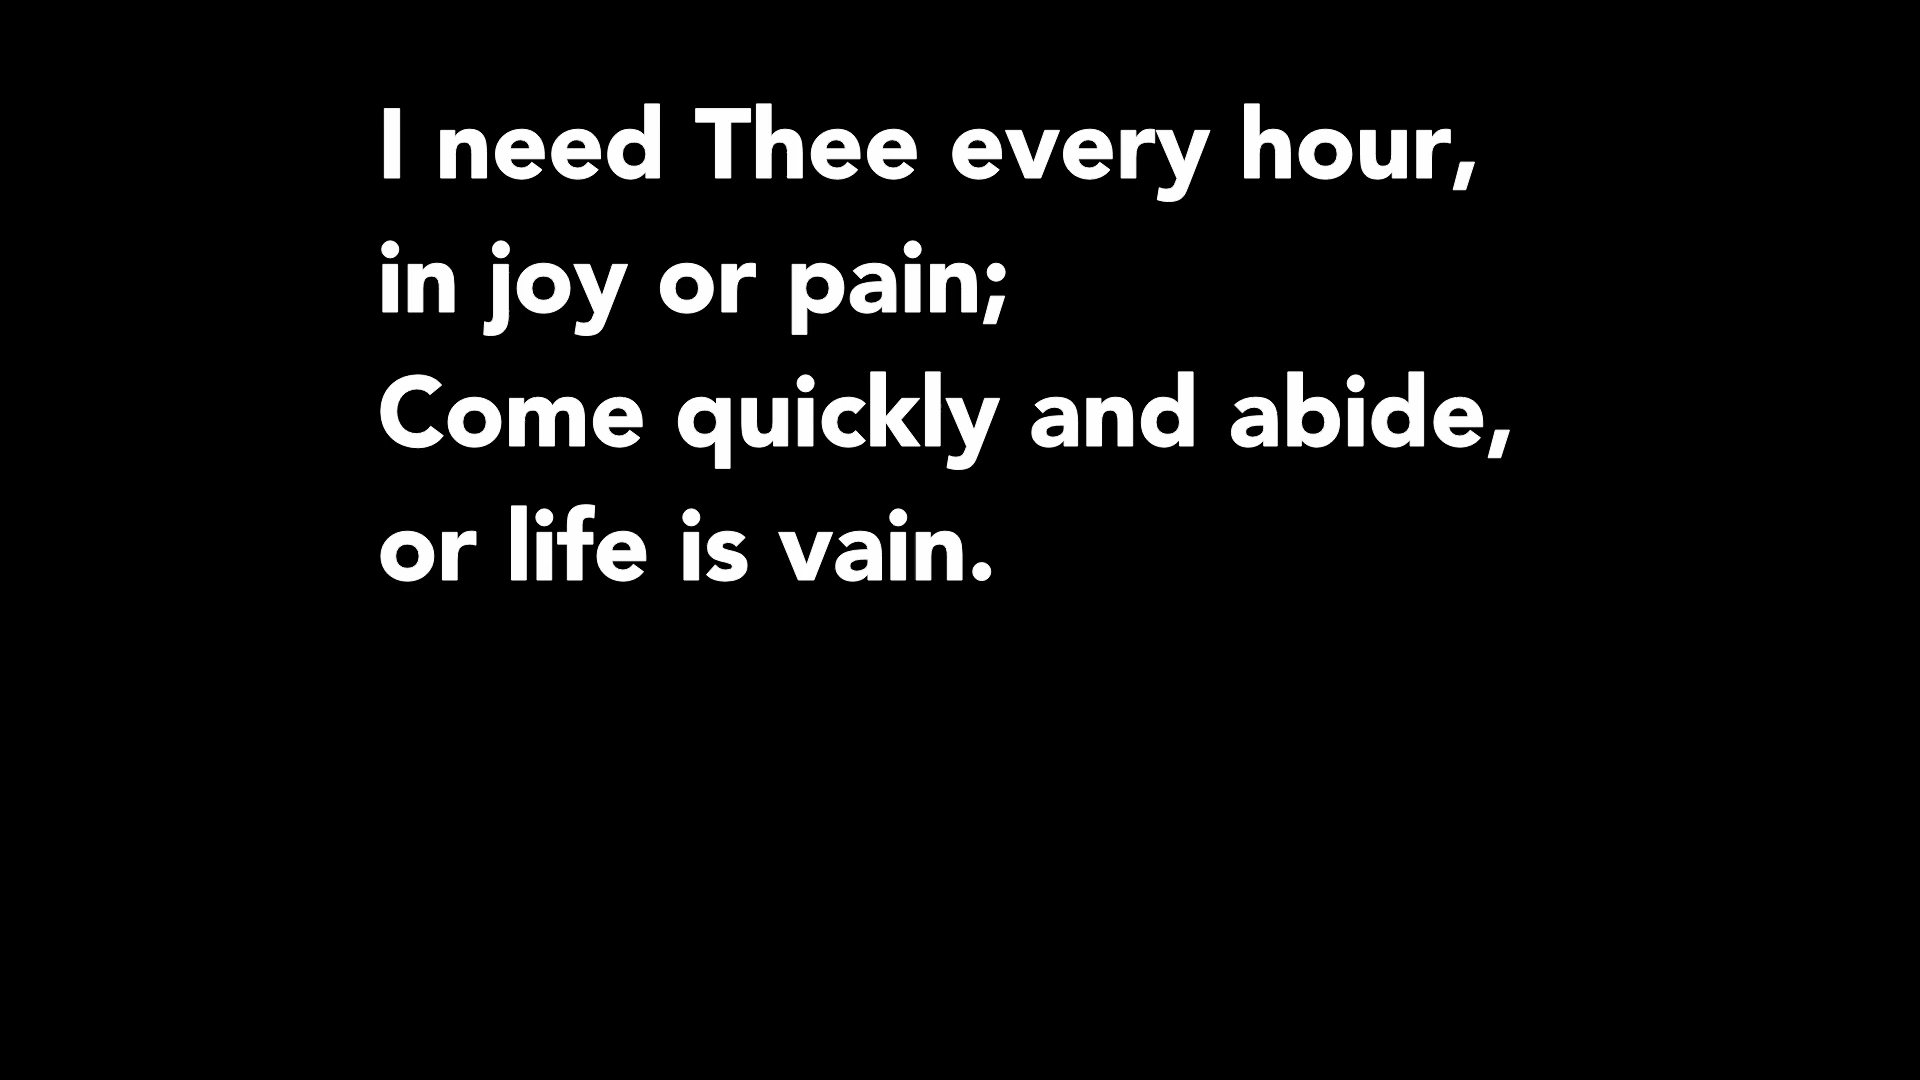 I need Thee every hour,
in joy or pain;
Come quickly and abide,
or life is vain.